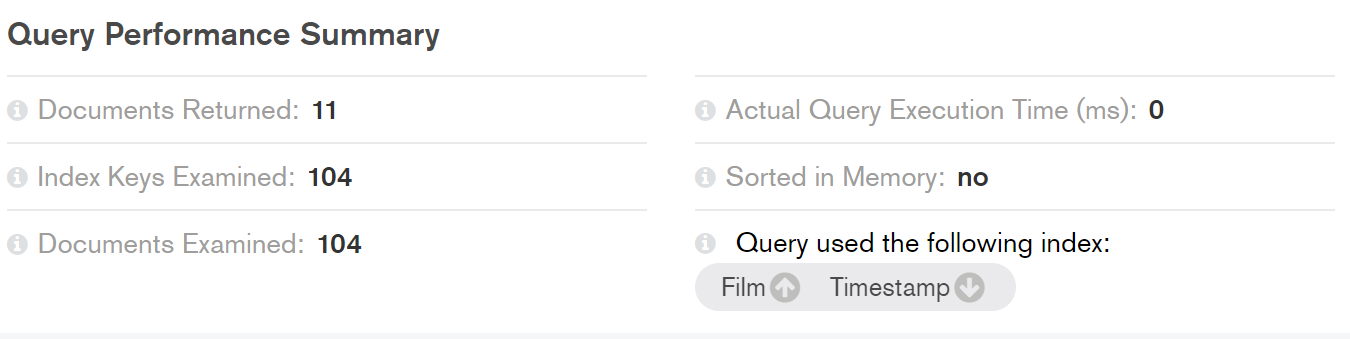 Query Performance Summary
Documents Returned: 11
Actual Query Execution Time (ms): 0
Index Keys Examined: 104
Sorted in Memory: no
Documents Examined: 104
Query used the following index:
Film Timestamp